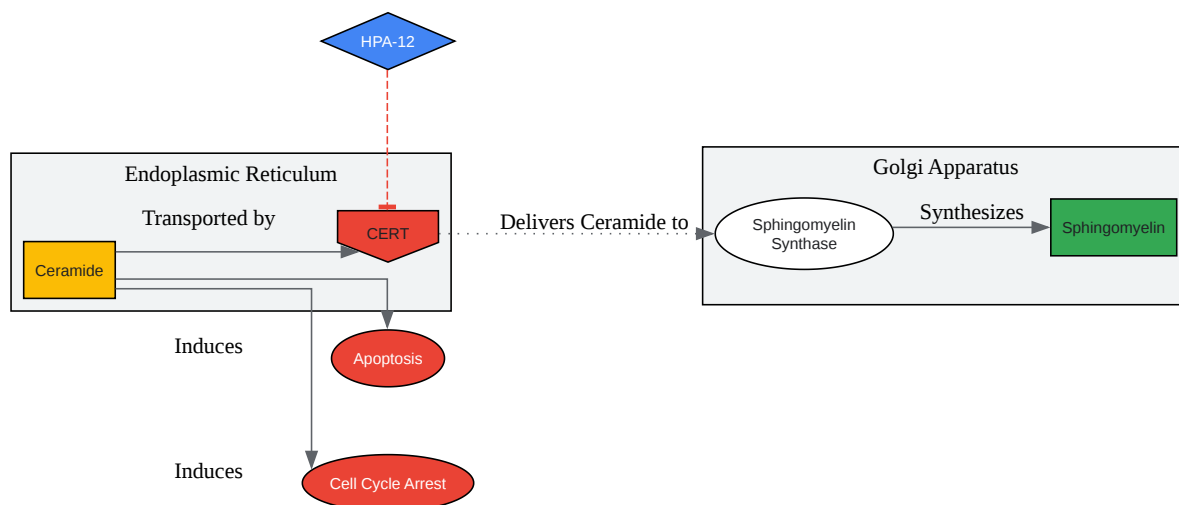 HPA-12
Endoplasmic Reticulum
Transported by
CERT
Ceramide
Delivers Ceramide to
Golgi Apparatus
Sphingomyelin
Synthase
Synthesizes
Sphingomyelin
Induces
Apoptosis
Induces
Cell Cycle Arrest